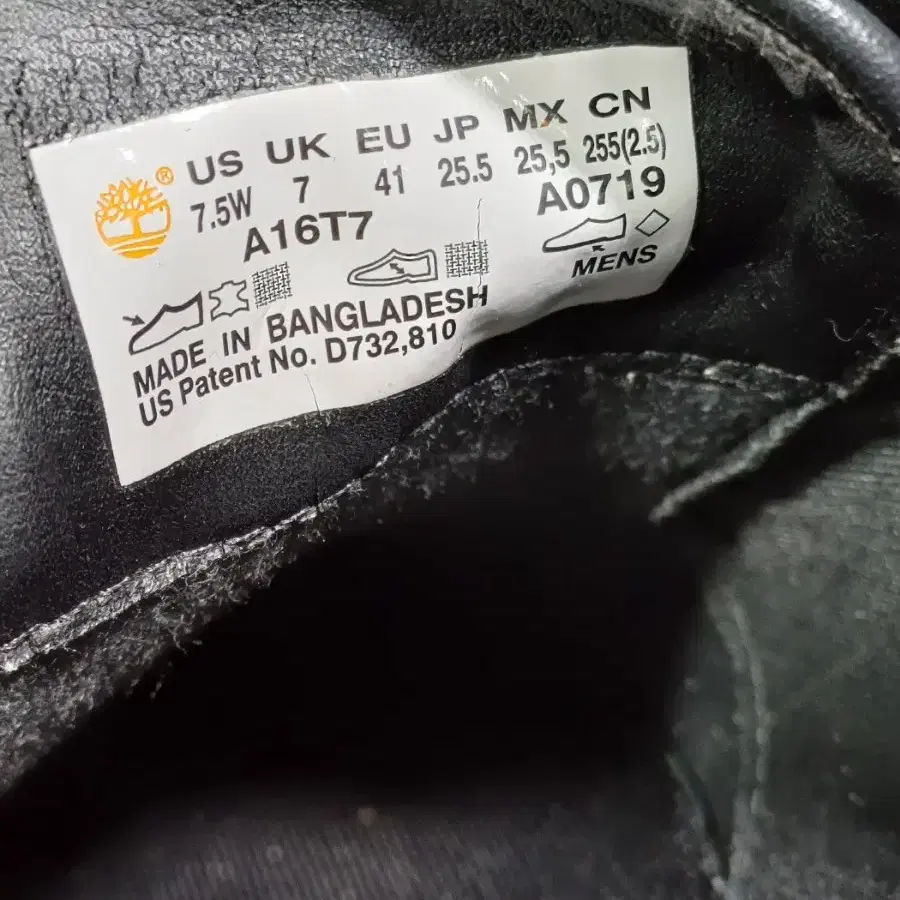 ® US UK EU JP MX CN
7.5W 7 41 25.5 25,5 255(2.5)
A16T7 A0719
MENS
MADE IN BANGLADESH
US Patent No. D732,810